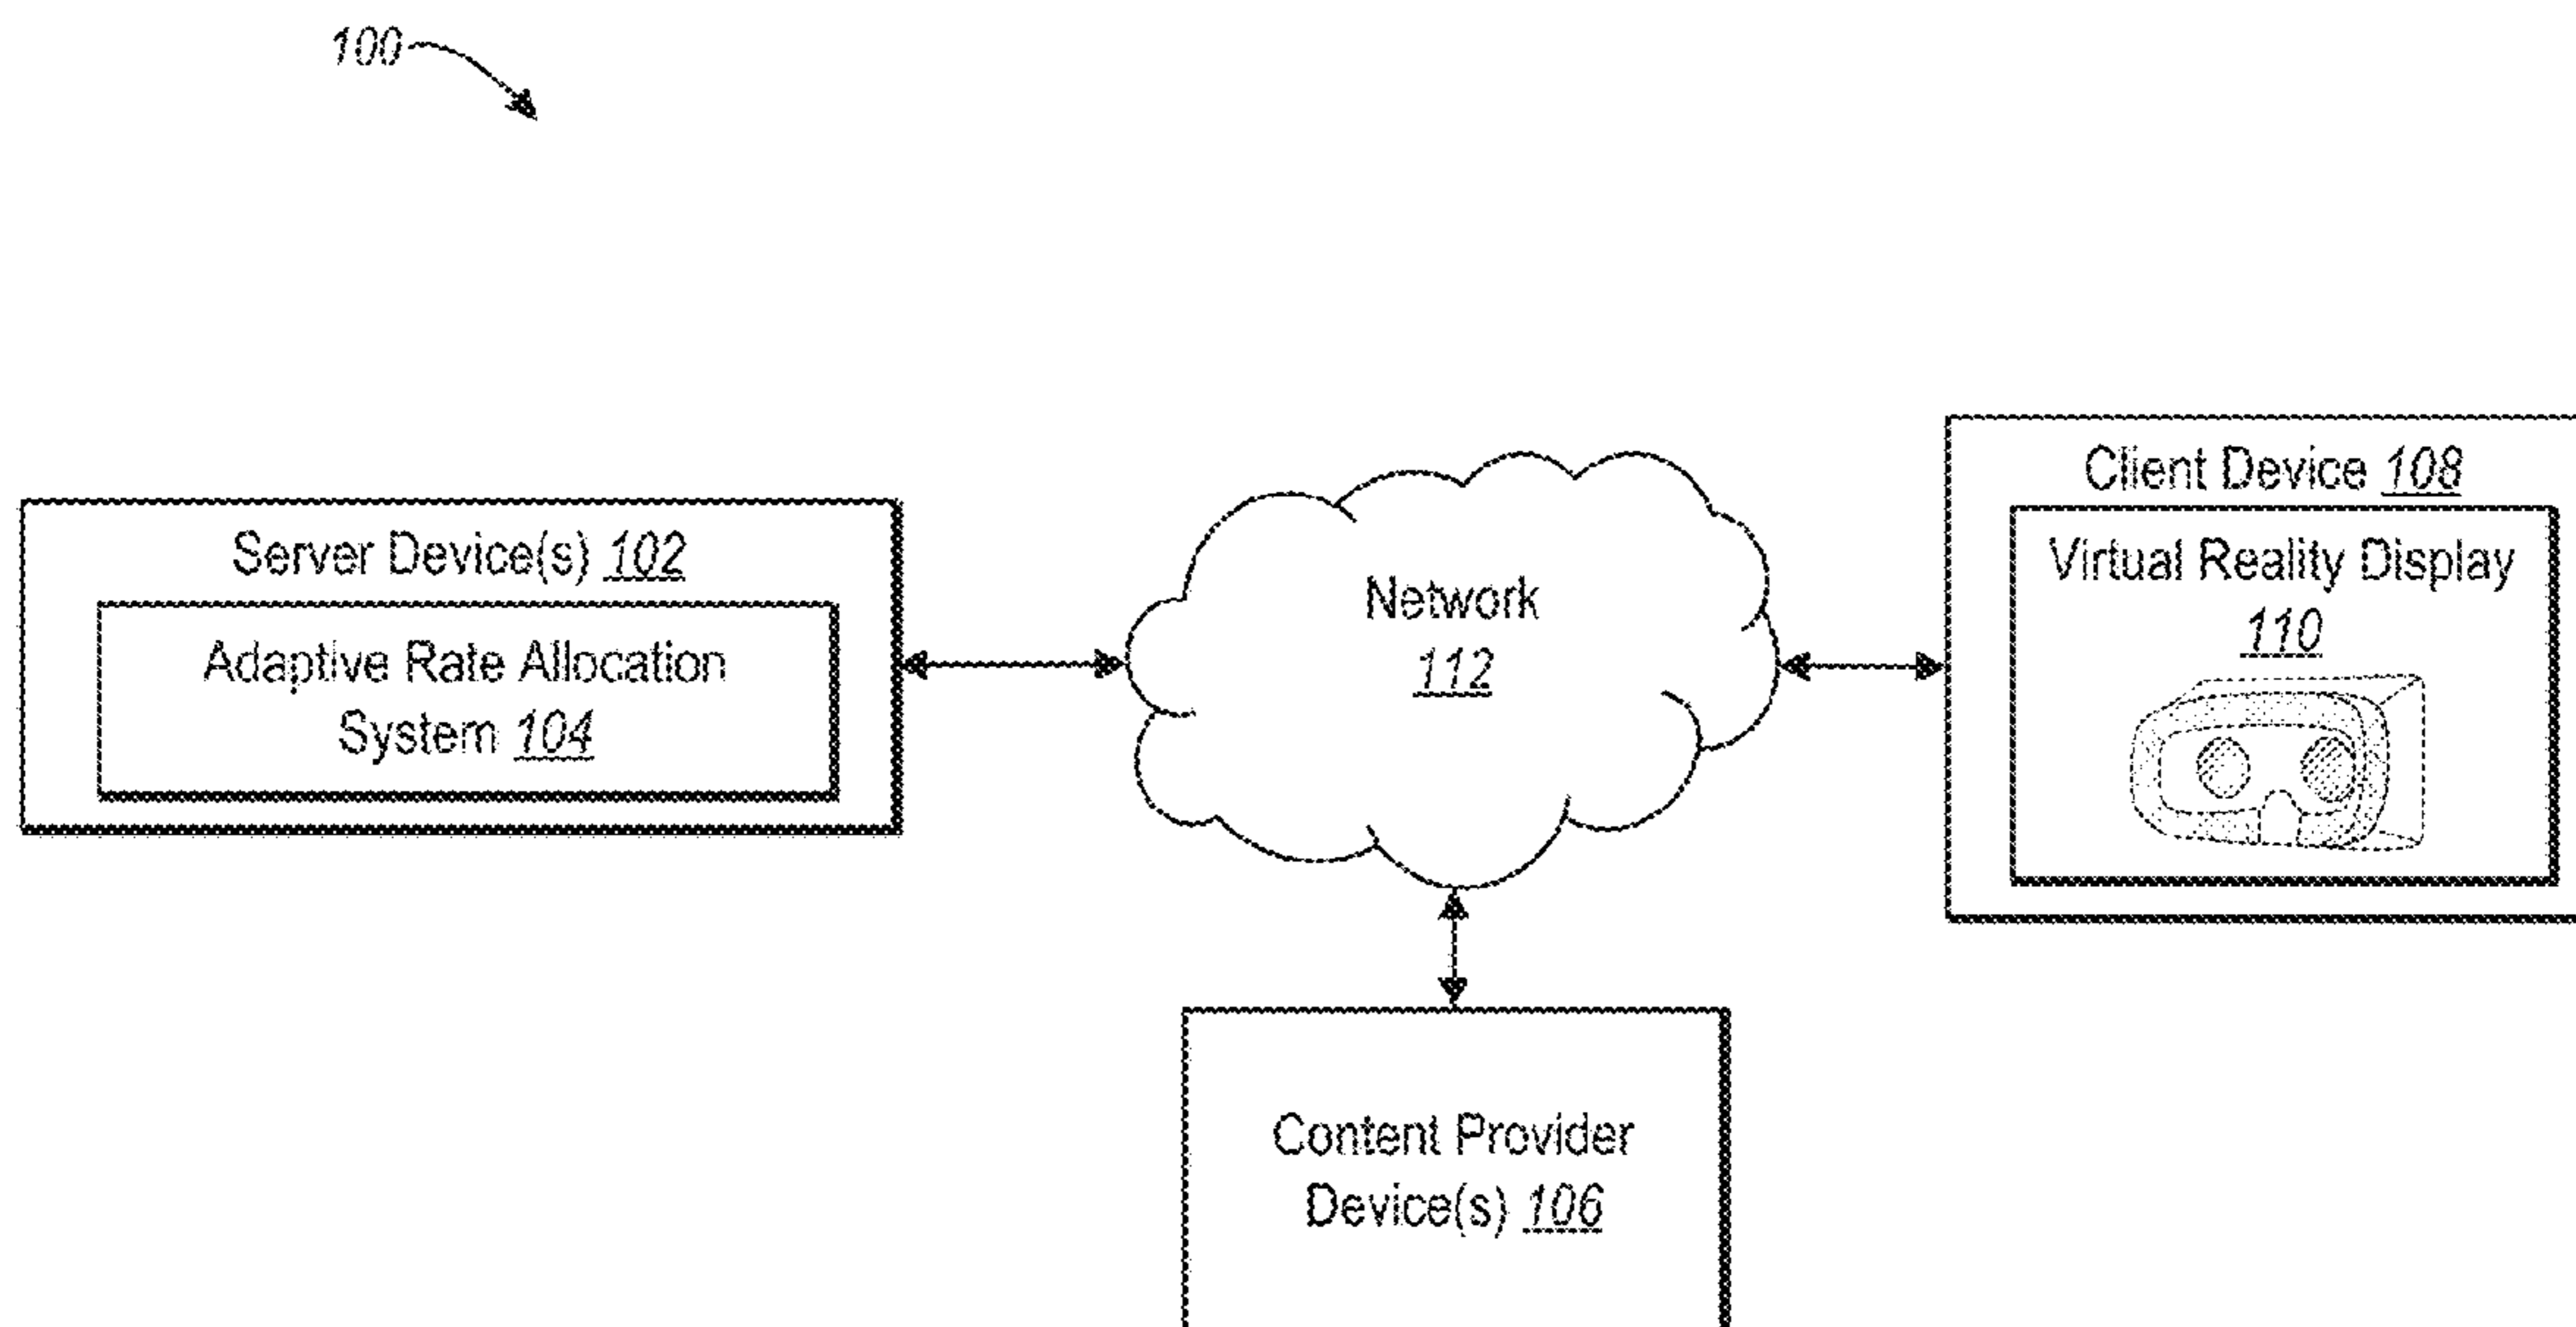 100
Server Device(s) 102
Adaptive Rate Allocation
System 104
Network
112
Client Device 108
Virtual Reality Display
110
Content Provider
Device(s) 106